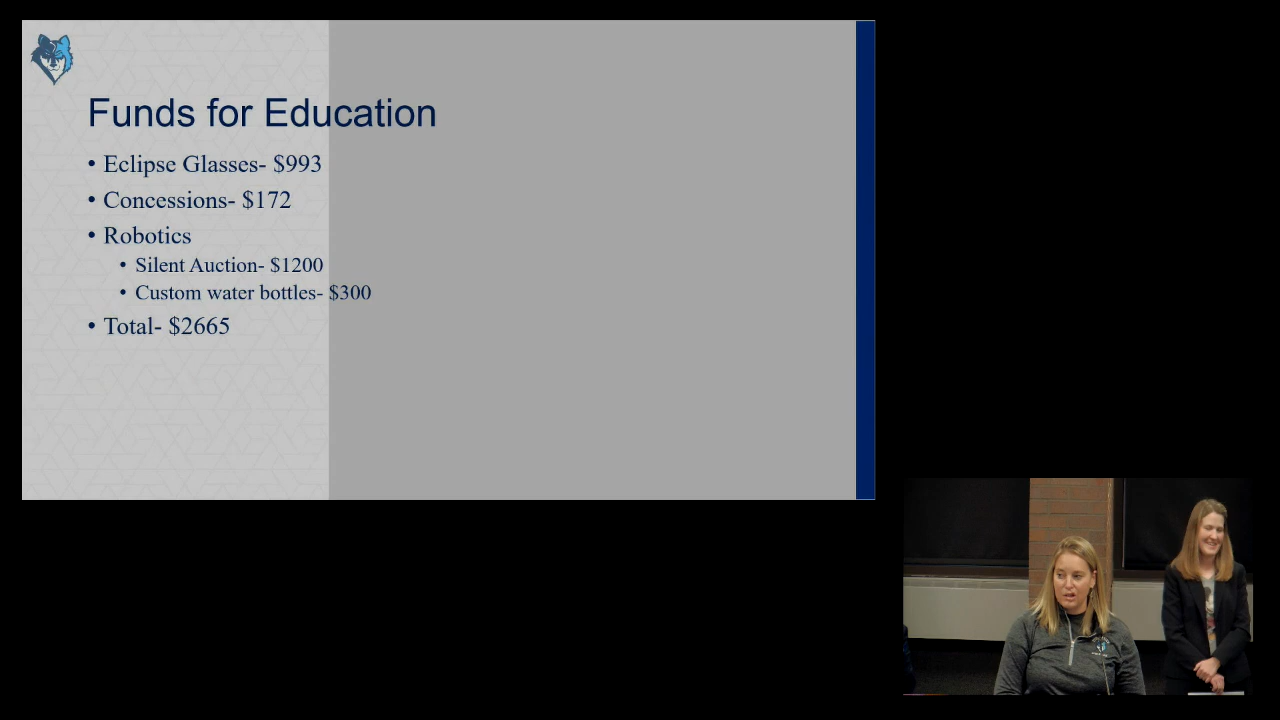 Funds for Education
• Eclipse Glasses- $993
• Concessions- $172
• Robotics
• Silent Auction- $1200
• Custom water bottles- $300
• Total- $2665